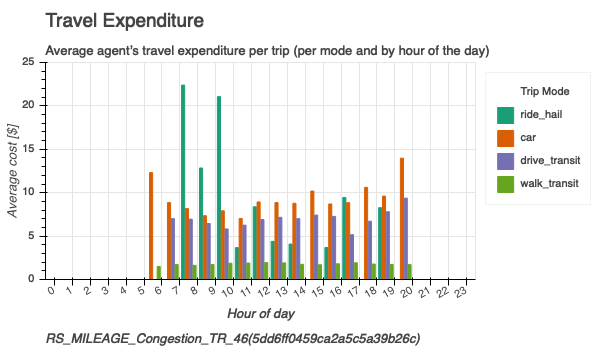 Travel Expenditure
Average agent's travel expenditure per trip (per mode and by hour of the day)
25
20
15
10
5
0
Average cost [$]
0 1 2 3 4 5 6 7 8 9 10 11 12 13 14 15 16 17 18 19 20 21 22 23
Hour of day
Trip Mode
ride_hail
car
drive_transit
walk_transit
RS_MILEAGE_Congestion_TR_46(5dd6ff0459ca2a5c5a39b26c)